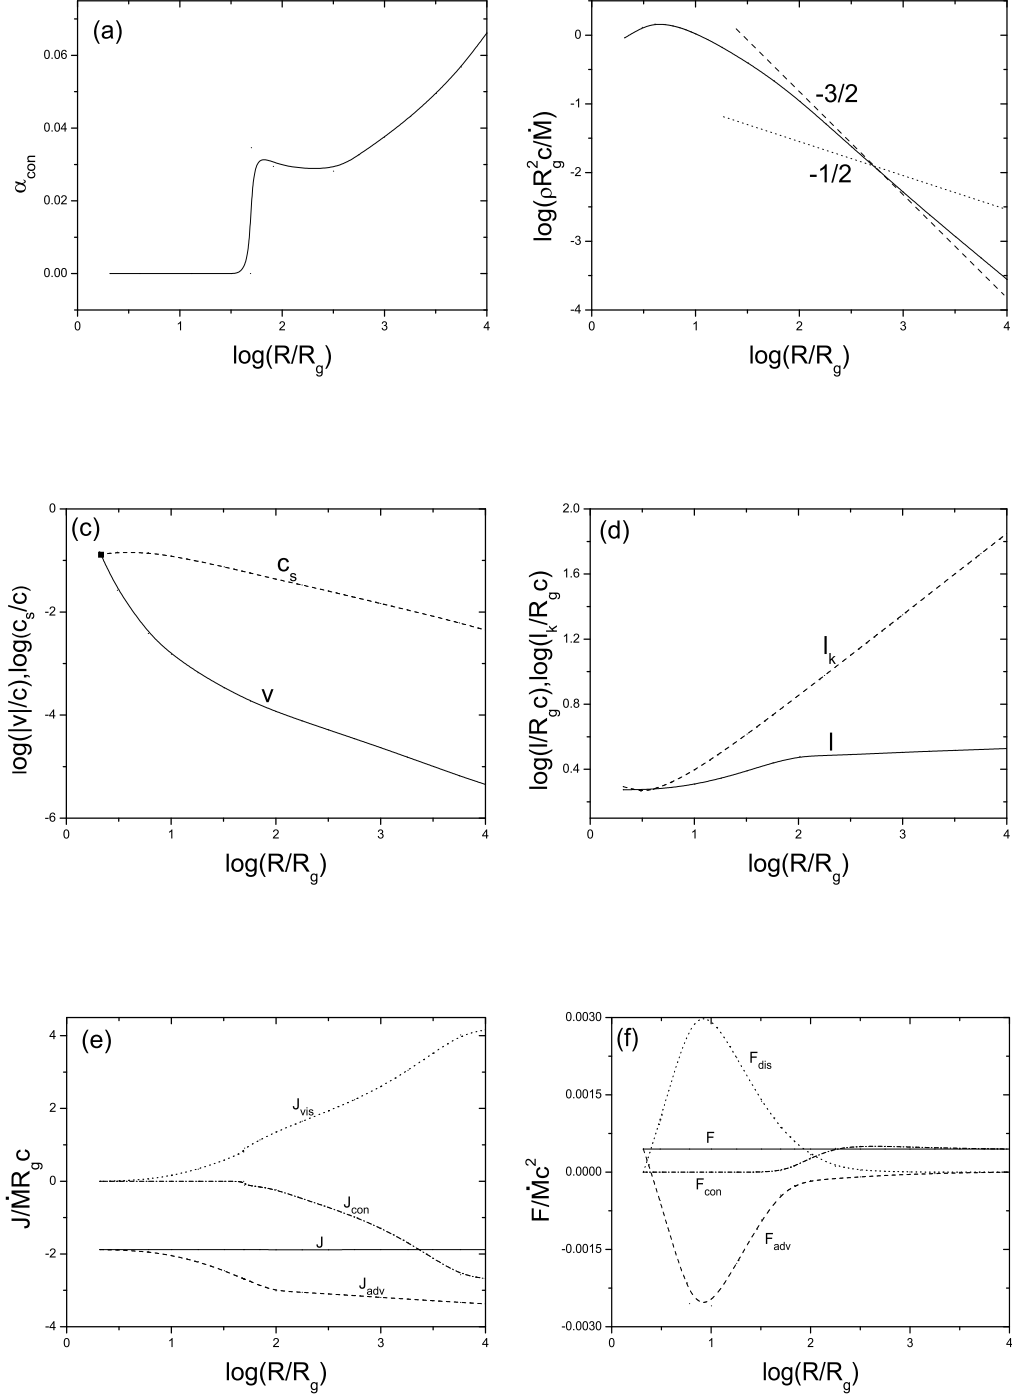 (a)
0.06
0.04
0.02
0.00
α_con
0 1 2 3 4
log(R/R_g)
0
-1
-2
-3
-4
log(ρR_g^2c/Ṁ)
-3/2
-1/2
0 1 2 3 4
log(R/R_g)
(c)
0
-2
-4
-6
log(|v|/c),log(c_s/c)
c_s
v
0 1 2 3 4
log(R/R_g)
(d)
2.0
1.6
1.2
0.8
0.4
log(l/R_gc),log(l_k/R_gc)
l_k
l
0 1 2 3 4
log(R/R_g)
(e)
4
2
0
-2
-4
J/ṀR_gc
J_vis
J_con
J
J_adv
0 1 2 3 4
log(R/R_g)
(f)
0.0030
0.0015
0.0000
-0.0015
-0.0030
F/Ṁc^2
F_dis
F
F_con
F_adv
0 1 2 3 4
log(R/R_g)